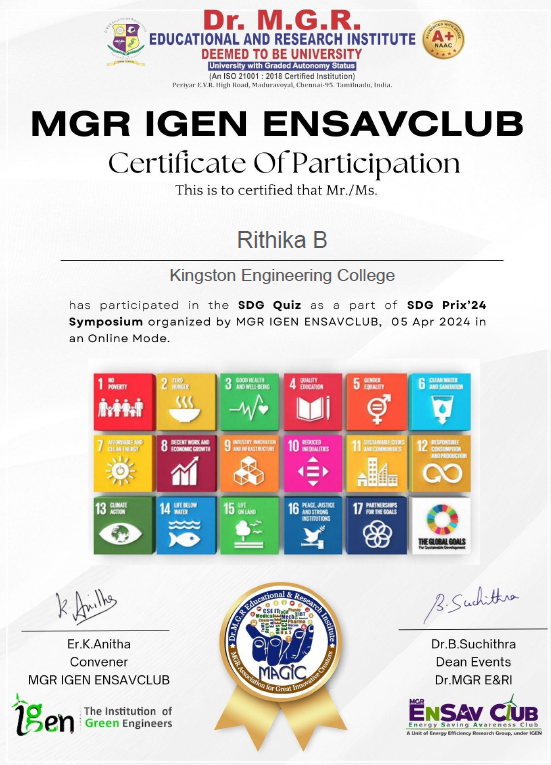 Dr. M.G.R.
EDUCATIONAL AND RESEARCH INSTITUTE
DEEMED TO BE UNIVERSITY
University with Graded Autonomy Status
(An ISO 21001 : 2018 Certified Institution)
Periyar E.V.R. High Road, Maduravoyal, Chennai-95. Tamilnadu, India.
A+
NAAC
MGR IGEN ENSAVCLUB
Certificate Of Participation
This is to certified that Mr./Ms.
Rithika B
Kingston Engineering College
has participated in the SDG Quiz as a part of SDG Prix'24
Symposium organized by MGR IGEN ENSAVCLUB, 05 Apr 2024 in
an Online Mode.
1 NO POVERTY
2 ZERO HUNGER
3 GOOD HEALTH AND WELL-BEING
4 QUALITY EDUCATION
5 GENDER EQUALITY
6 CLEAN WATER AND SANITATION
7 AFFORDABLE AND CLEAN ENERGY
8 DECENT WORK AND ECONOMIC GROWTH
9 INDUSTRY, INNOVATION AND INFRASTRUCTURE
10 REDUCED INEQUALITIES
11 SUSTAINABLE CITIES AND COMMUNITIES
12 RESPONSIBLE CONSUMPTION AND PRODUCTION
13 CLIMATE ACTION
14 LIFE BELOW WATER
15 LIFE ON LAND
16 PEACE, JUSTICE AND STRONG INSTITUTIONS
17 PARTNERSHIPS FOR THE GOALS
THE GLOBAL GOALS
For Sustainable Development
K. Anitha
Er.K.Anitha
Convener
MGR IGEN ENSAVCLUB
Dr.M.G.R Educational & Research Institute
MAGIC
MGR Association for Great Innovative Creators
B. Suchithra
Dr.B.Suchithra
Dean Events
Dr.MGR E&RI
igen
The Institution of
Green Engineers
MGR
ENSAV CLUB
Energy Saving Awareness Club
A Unit of Energy Efficiency Research Group, under IGEN